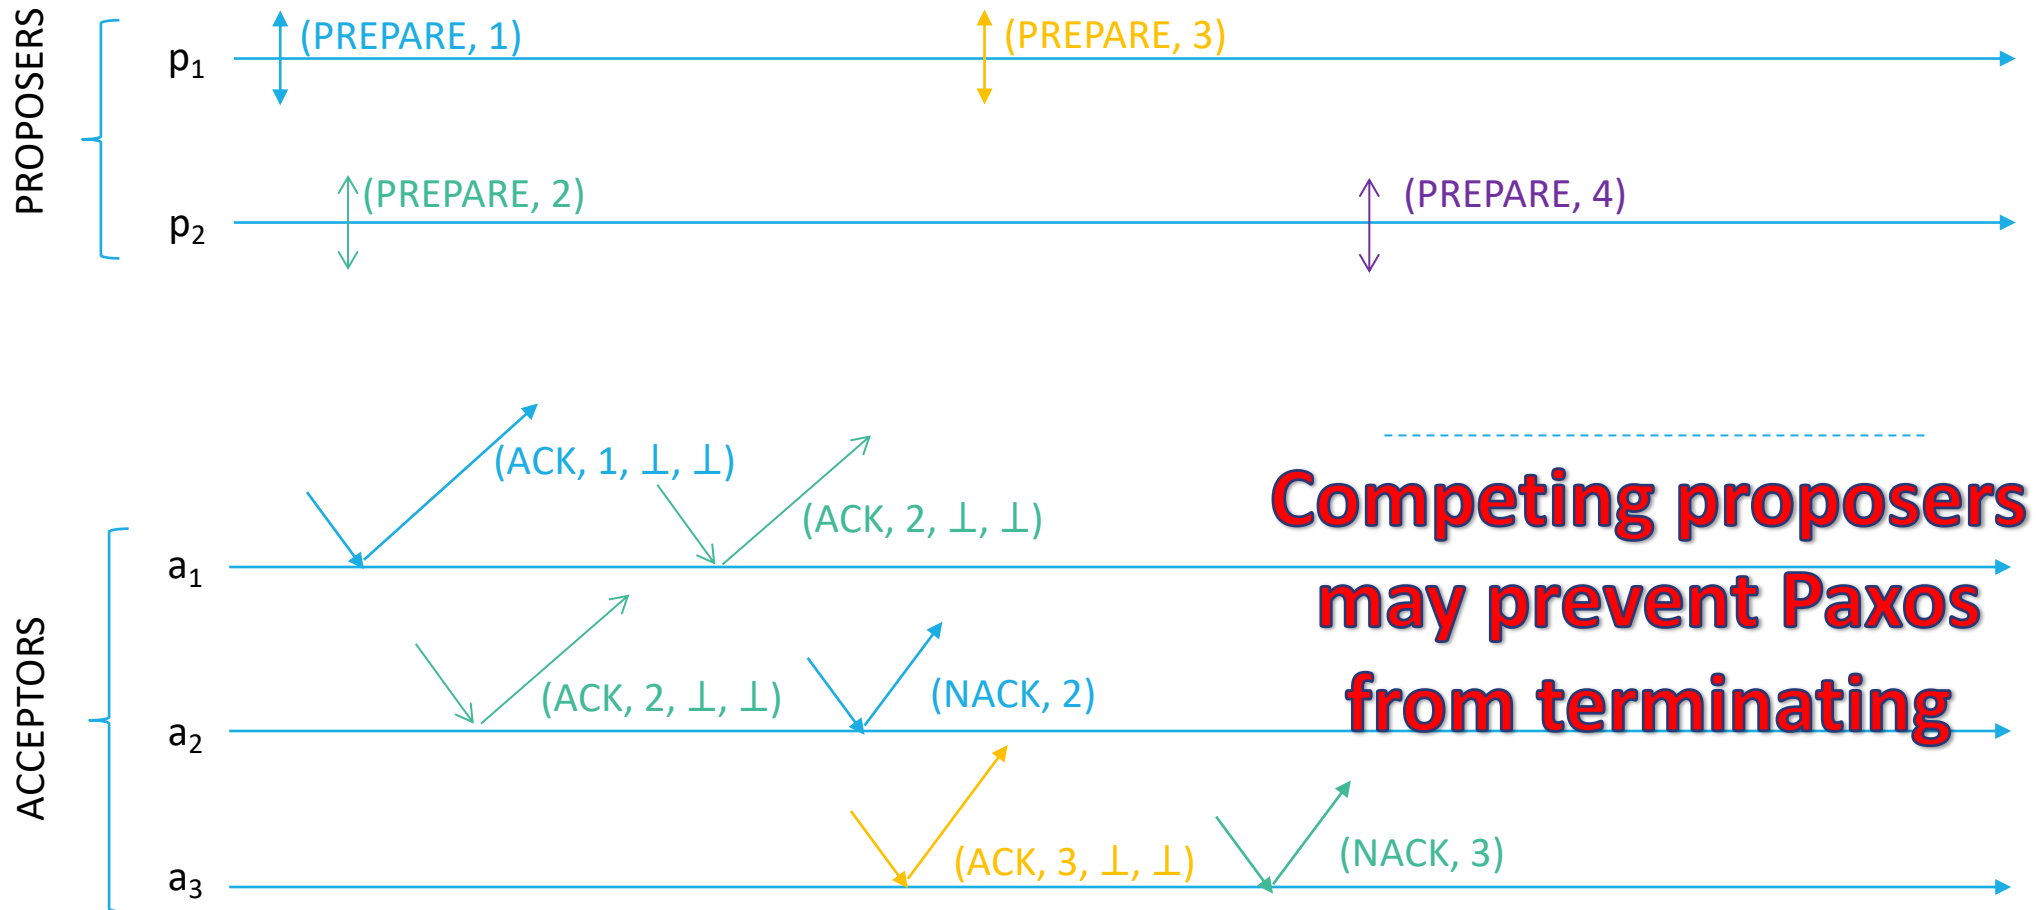 PROPOSERS
p₁
(PREPARE, 1)
(PREPARE, 3)
p₂
(PREPARE, 2)
(PREPARE, 4)
ACCEPTORS
a₁
(ACK, 1, ⊥, ⊥)
(ACK, 2, ⊥, ⊥)
a₂
(ACK, 2, ⊥, ⊥)
(NACK, 2)
a₃
(ACK, 3, ⊥, ⊥)
(NACK, 3)
Competing proposers
may prevent Paxos
from terminating